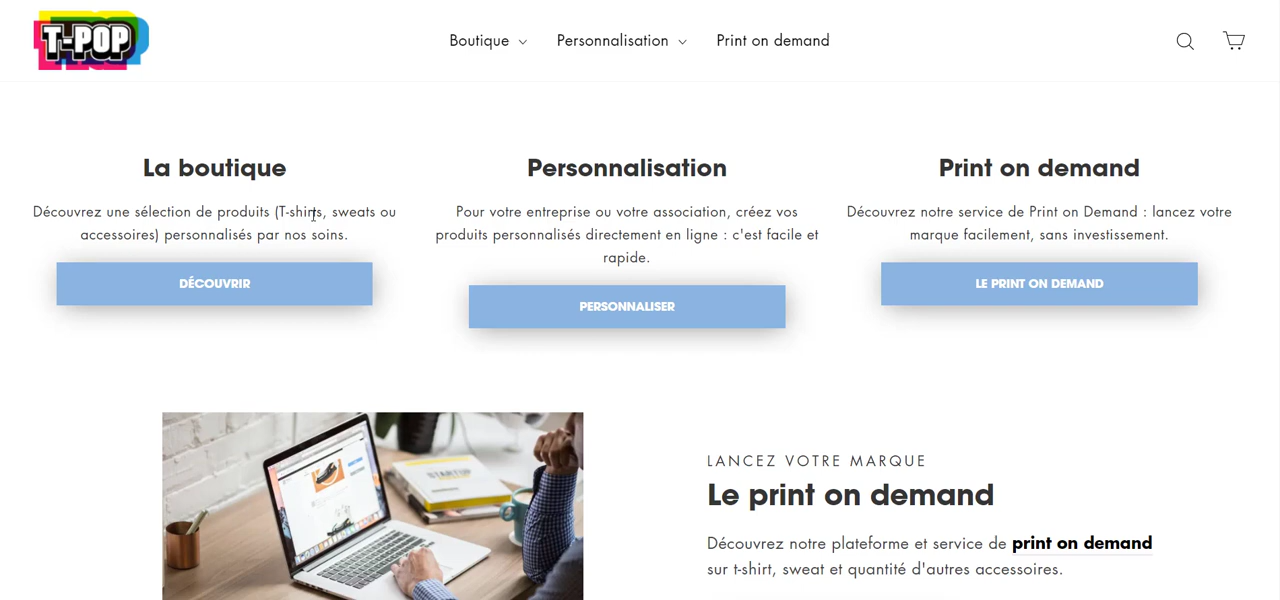 T-POP
Boutique
Personnalisation
Print on demand
La boutique
Découvrez une sélection de produits (T-shirts, sweats ou
accessoires) personnalisés par nos soins.
DÉCOUVRIR
Personnalisation
Pour votre entreprise ou votre association, créez vos
produits personnalisés directement en ligne : c'est facile et
rapide.
PERSONNALISER
Print on demand
Découvrez notre service de Print on Demand : lancez votre
marque facilement, sans investissement.
LE PRINT ON DEMAND
STARTUP
LANCEZ VOTRE MARQUE
Le print on demand
Découvrez notre plateforme et service de print on demand
sur t-shirt, sweat et quantité d'autres accessoires.